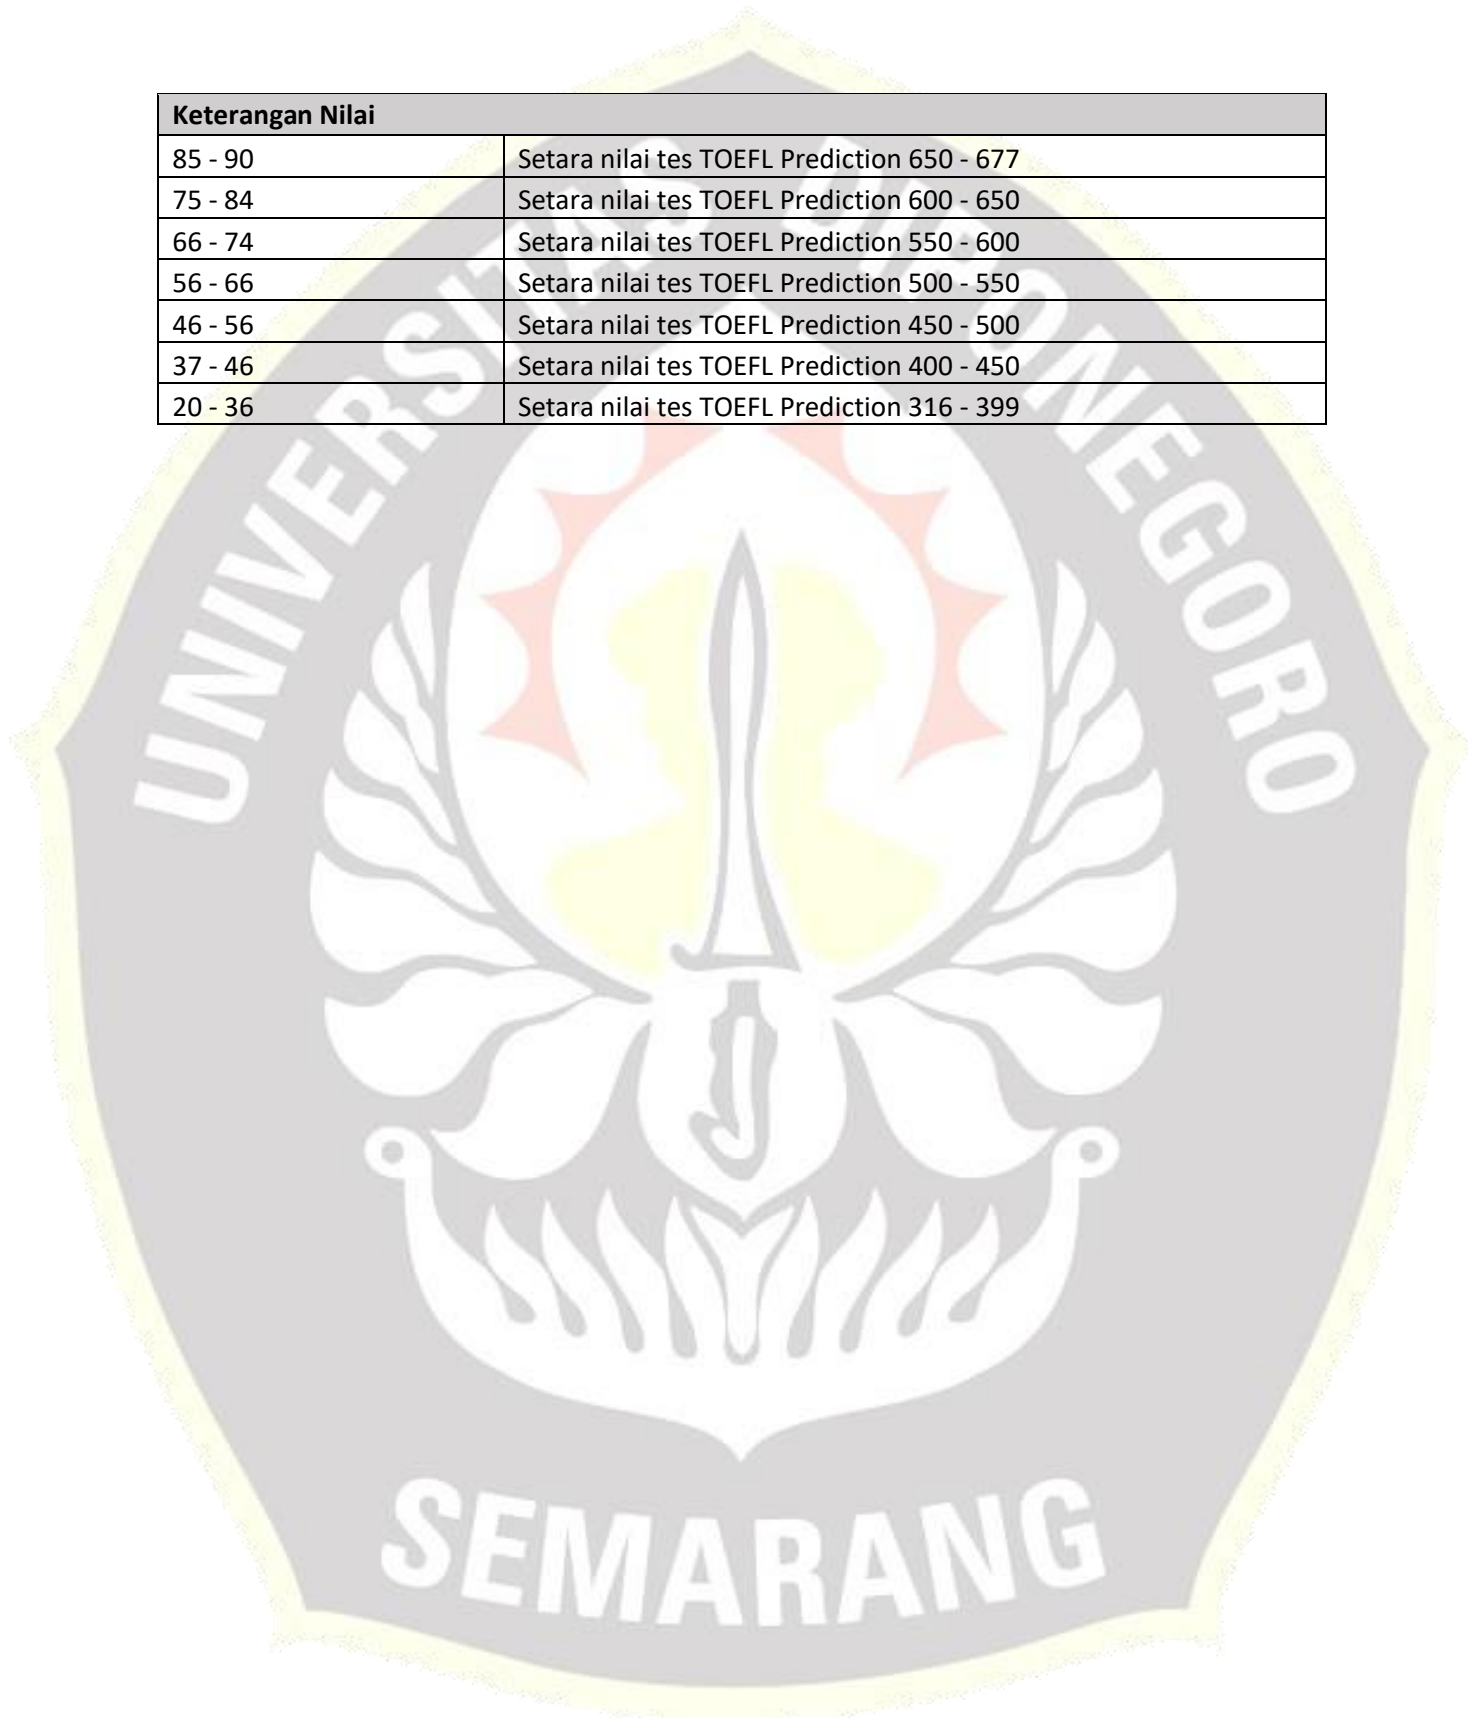 Keterangan Nilai
85 - 90 Setara nilai tes TOEFL Prediction 650 - 677
75 - 84 Setara nilai tes TOEFL Prediction 600 - 650
66 - 74 Setara nilai tes TOEFL Prediction 550 - 600
56 - 66 Setara nilai tes TOEFL Prediction 500 - 550
46 - 56 Setara nilai tes TOEFL Prediction 450 - 500
37 - 46 Setara nilai tes TOEFL Prediction 400 - 450
20 - 36 Setara nilai tes TOEFL Prediction 316 - 399
UNIVERSITAS DIPONEGORO
SEMARANG